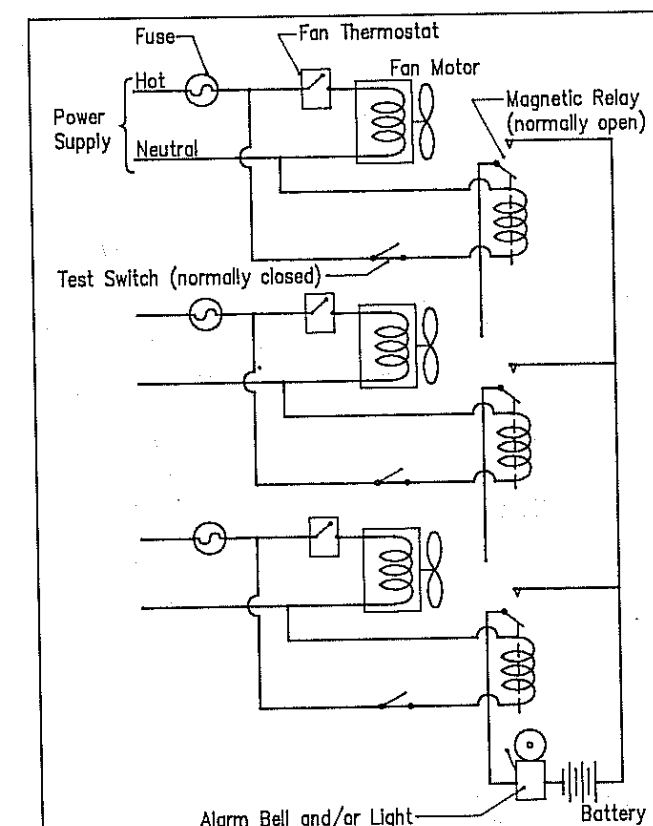 Fuse
Fan Thermostat
Hot
Fan Motor
Power
Supply
Magnetic Relay
(normally open)
Neutral
Test Switch (normally closed)
Alarm Bell and/or Light
Battery